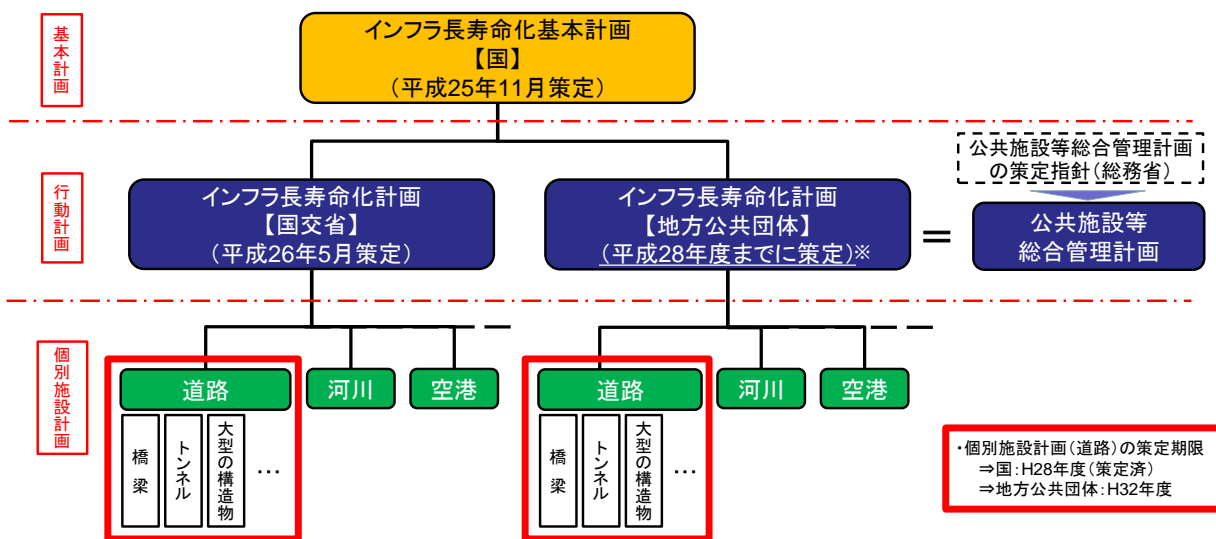 基本計画
インフラ長寿命化基本計画
【国】
（平成25年11月策定）
行動計画
インフラ長寿命化計画
【国交省】
（平成26年5月策定）
インフラ長寿命化計画
【地方公共団体】
（平成28年度までに策定）※
＝
公共施設等総合管理計画
の策定指針（総務省）
公共施設等
総合管理計画
個別施設計画
道路
河川
空港
橋梁
トンネル
大型の構造物
…
道路
河川
空港
橋梁
トンネル
大型の構造物
…
・個別施設計画（道路）の策定期限
⇒国：H28年度（策定済）
⇒地方公共団体：H32年度